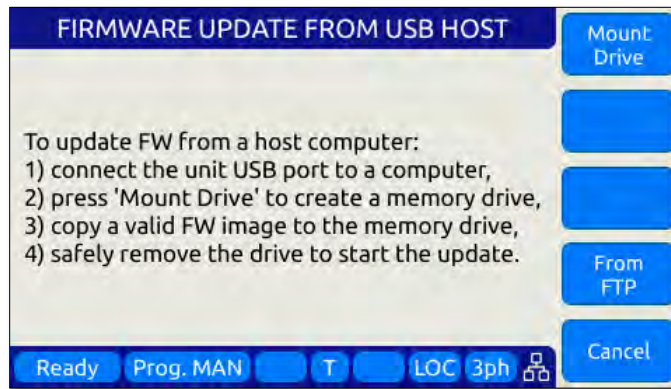 FIRMWARE UPDATE FROM USB HOST
To update FW from a host computer:
1) connect the unit USB port to a computer,
2) press 'Mount Drive' to create a memory drive,
3) copy a valid FW image to the memory drive,
4) safely remove the drive to start the update.
Mount
Drive
From
FTP
Cancel
Ready Prog. MAN T LOC 3ph